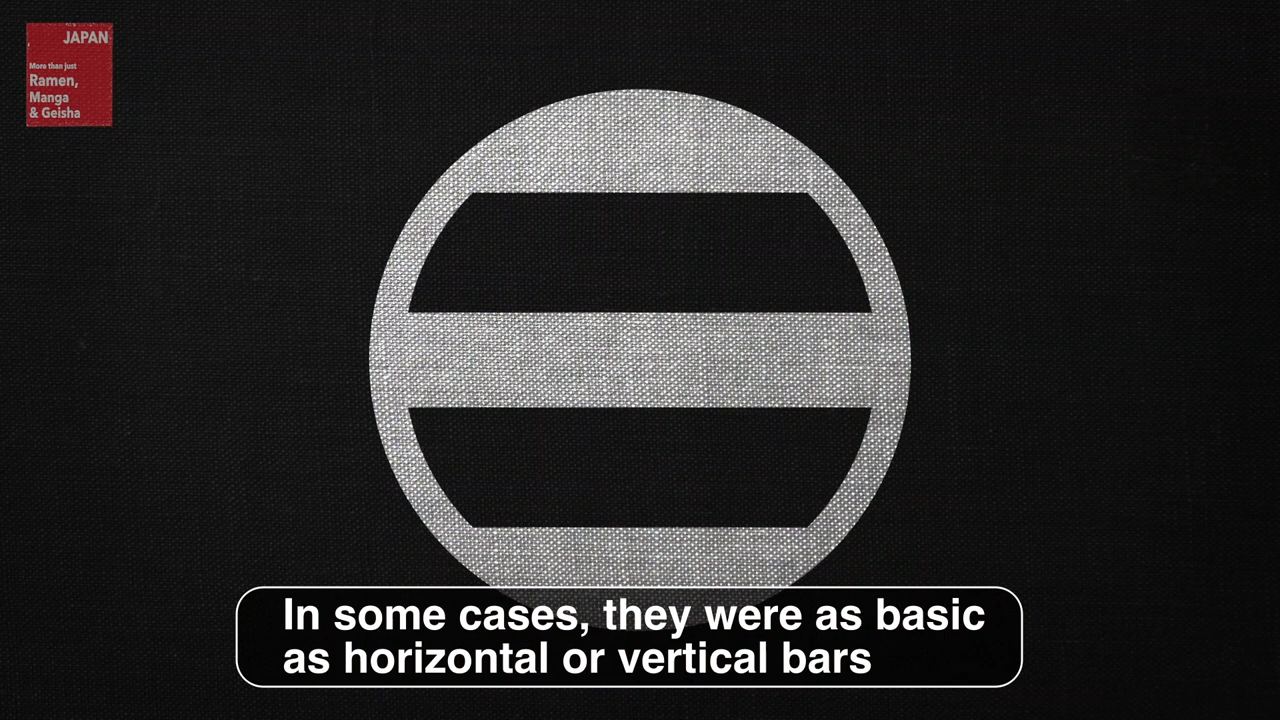 JAPAN
More than just
Ramen,
Manga
& Geisha
In some cases, they were as basic
as horizontal or vertical bars